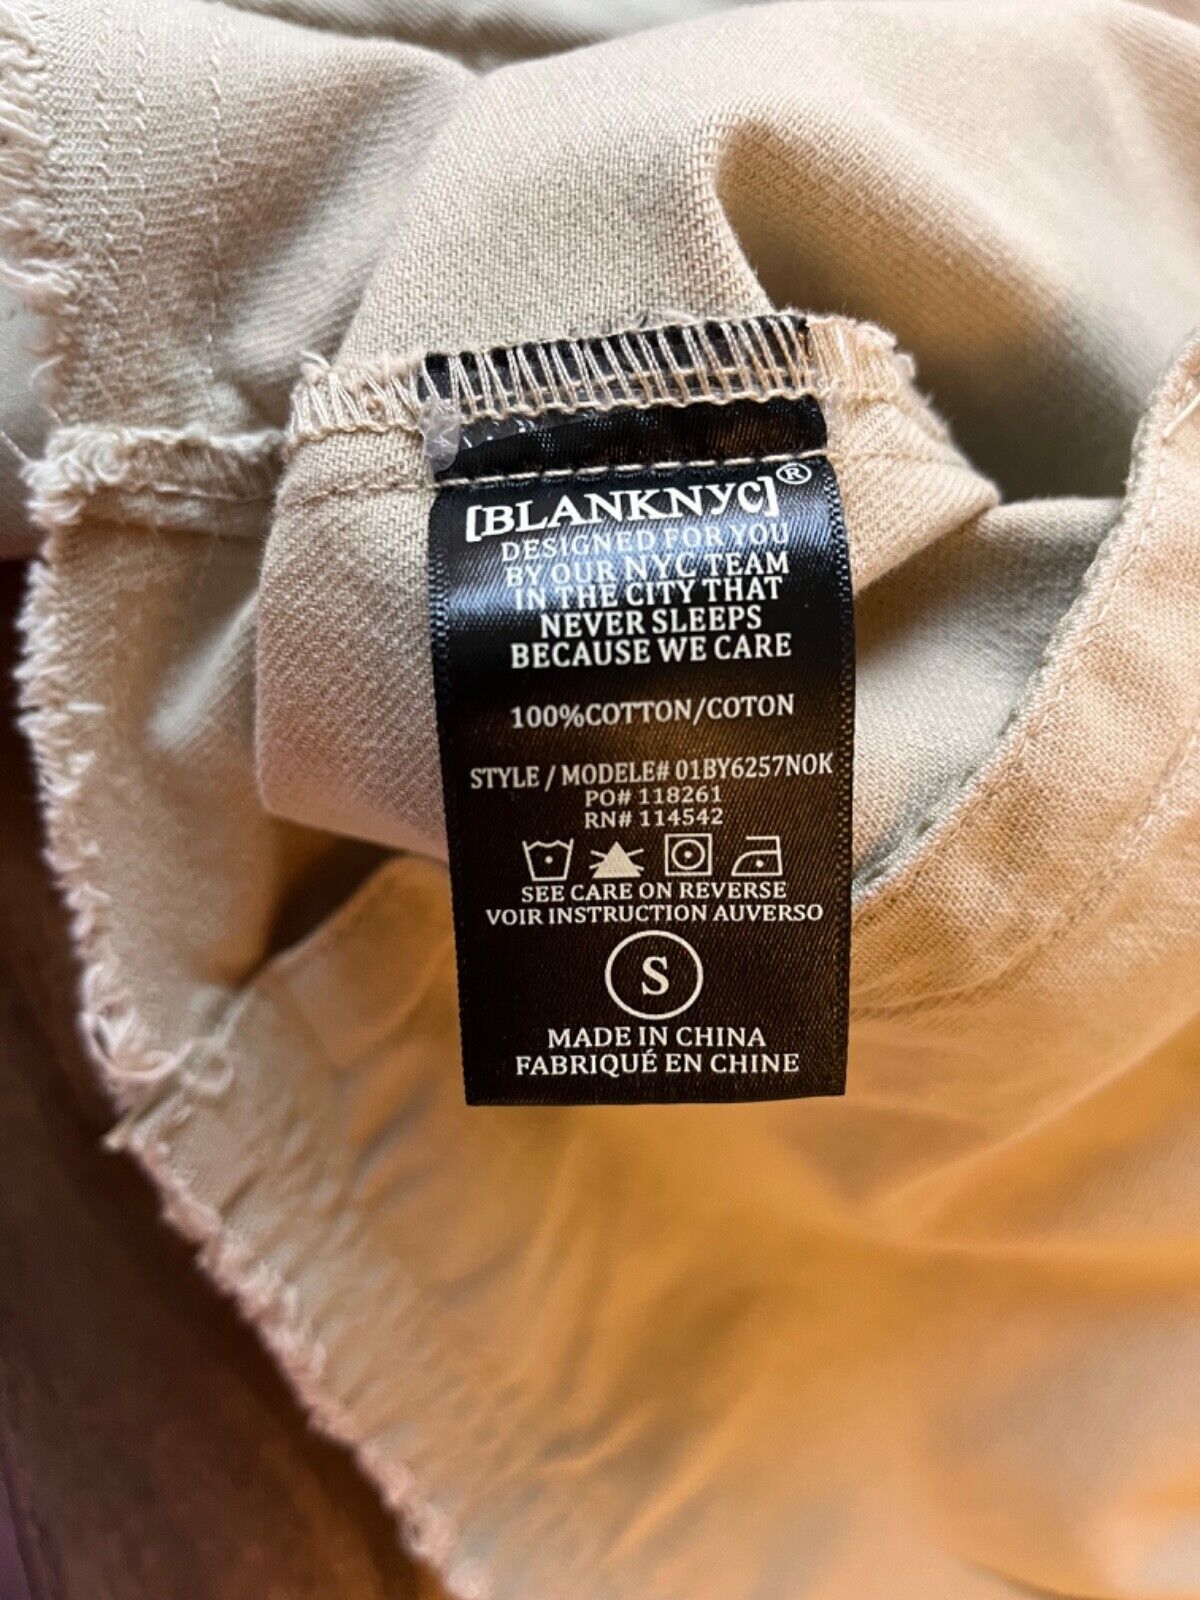 [BLANKNYC]®
DESIGNED FOR YOU
BY OUR NYC TEAM
IN THE CITY THAT
NEVER SLEEPS
BECAUSE WE CARE
100%COTTON/COTON
STYLE / MODELE# 01BY6257NOK
PO# 118261
RN# 114542
SEE CARE ON REVERSE
VOIR INSTRUCTION AUVERSO
S
MADE IN CHINA
FABRIQUÉ EN CHINE